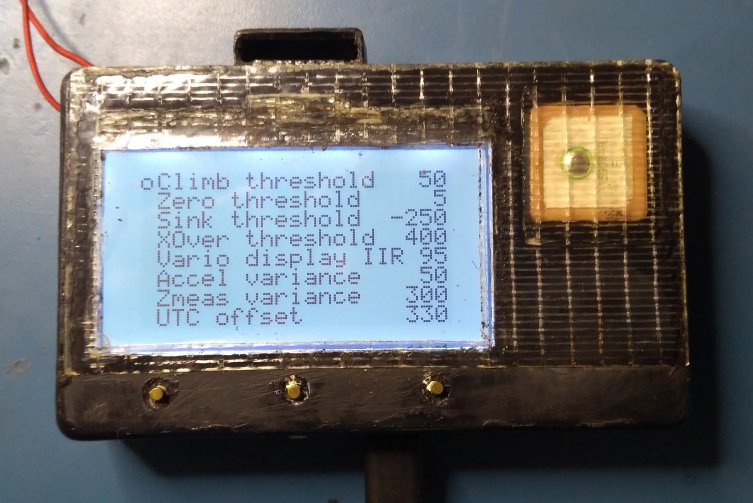 oClimb threshold 50
Zero threshold 5
Sink threshold -250
XOver threshold 400
Vario display IIR 95
Accel variance 50
Zmeas variance 300
UTC offset 330